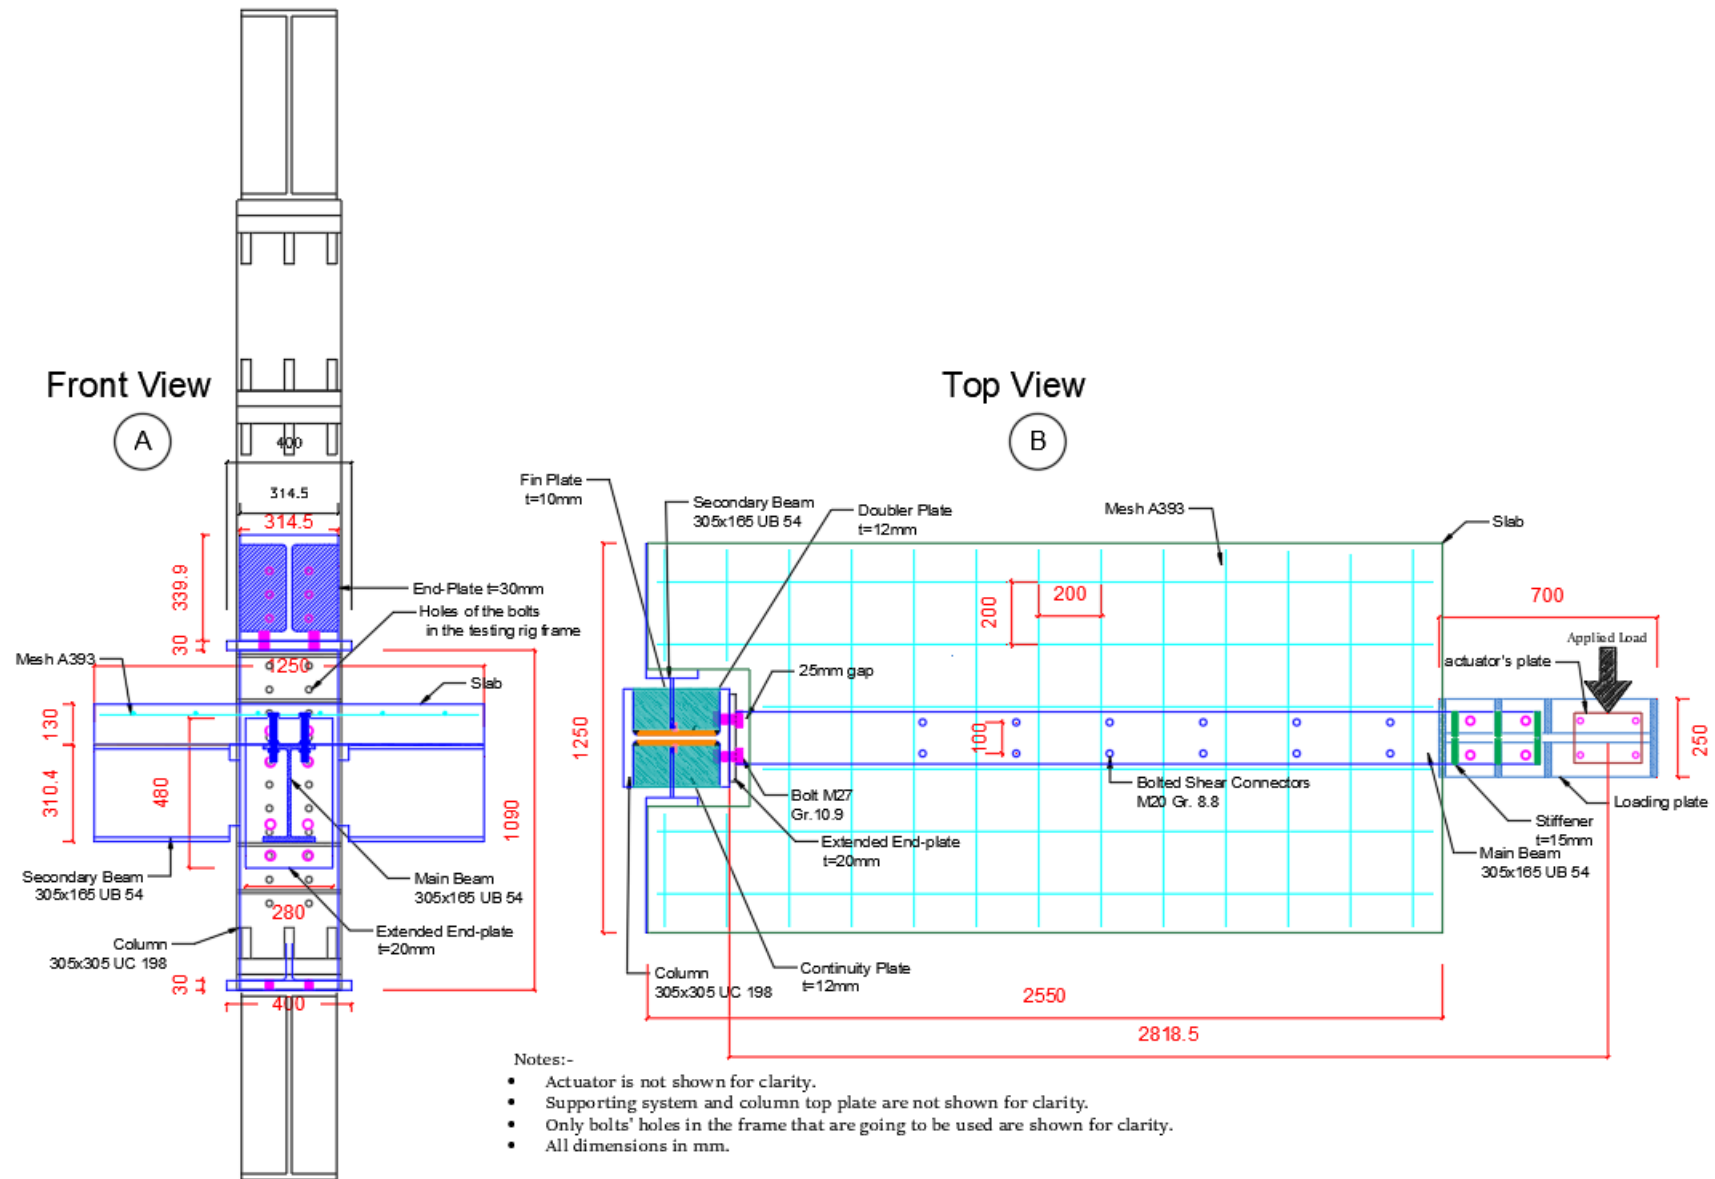 Front View
A
400
314.5
314.5
339.9
30
End-Plate t=30mm
Holes of the bolts
in the testing rig frame
Mesh A393
1250
Slab
130
310.4
480
1090
Secondary Beam
305x165 UB 54
Main Beam
305x165 UB 54
280
Extended End-plate
t=20mm
Column
305x305 UC 198
30
400
Top View
B
Fin Plate
t=10mm
Secondary Beam
305x165 UB 54
Doubler Plate
t=12mm
Mesh A393
Slab
200
200
700
Applied Load
actuator's plate
25mm gap
1250
100
250
Bolted Shear Connectors
M20 Gr. 8.8
Bolt M27
Gr.10.9
Loading plate
Stiffener
t=15mm
Extended End-plate
t=20mm
Main Beam
305x165 UB 54
Column
305x305 UC 198
Continuity Plate
t=12mm
2550
2818.5
Notes:-
• Actuator is not shown for clarity.
• Supporting system and column top plate are not shown for clarity.
• Only bolts' holes in the frame that are going to be used are shown for clarity.
• All dimensions in mm.